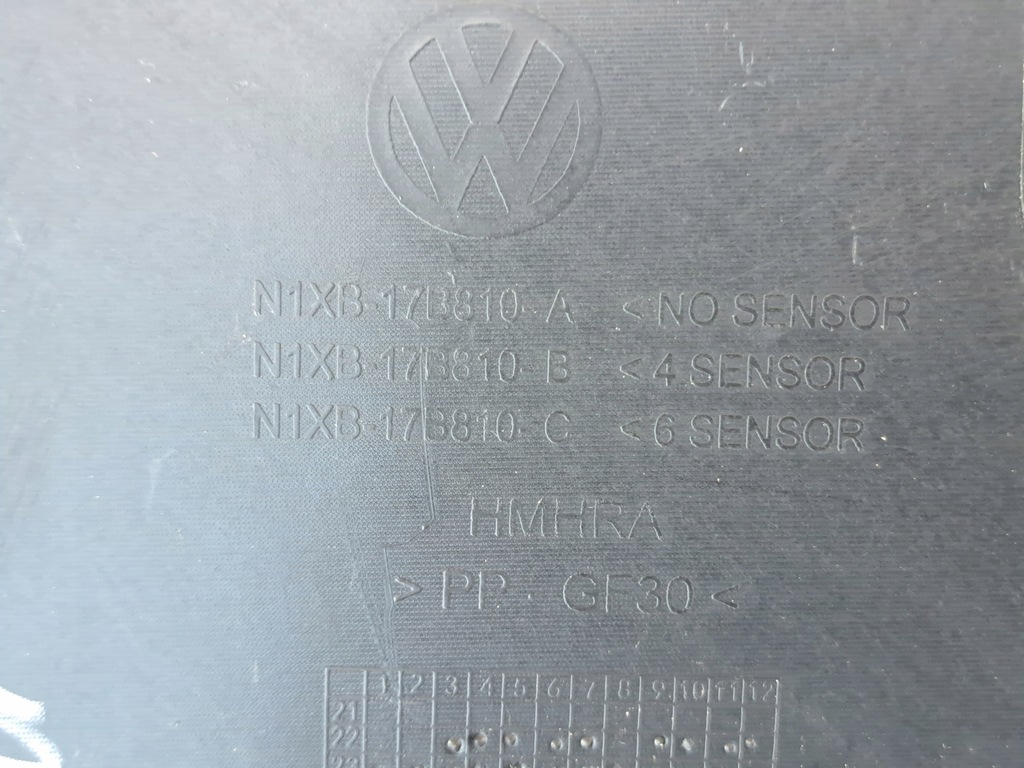 N1XB-17B810-A < NO SENSOR
N1XB-17B810-B < 4 SENSOR
N1XB-17B810-C < 6 SENSOR
HMHRA
> PP - GF30 <
1 2 3 4 5 6 7 8 9 10 11 12
21
22
23